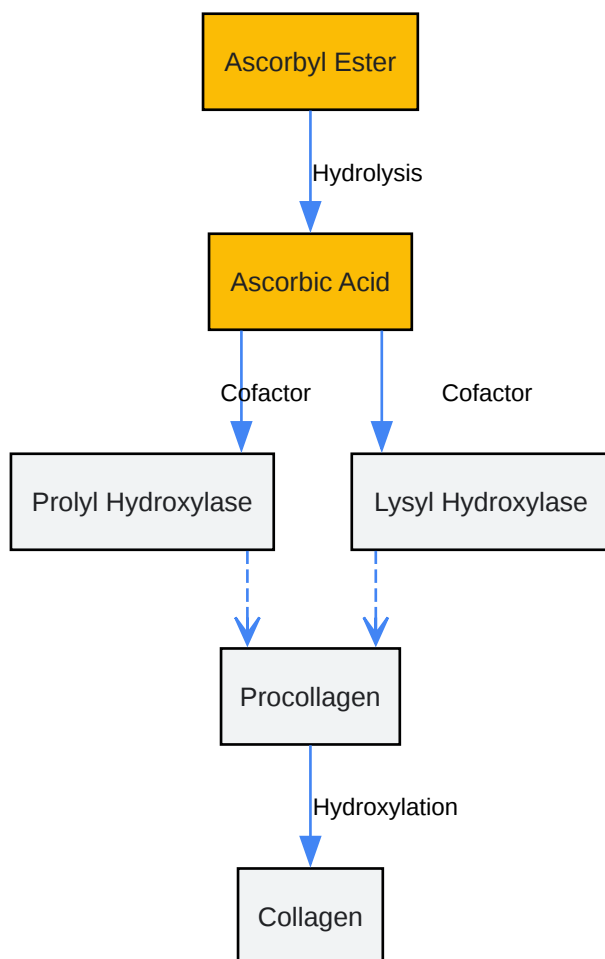 Ascorbyl Ester
Hydrolysis
Ascorbic Acid
Cofactor
Cofactor
Prolyl Hydroxylase
Lysyl Hydroxylase
Procollagen
Hydroxylation
Collagen